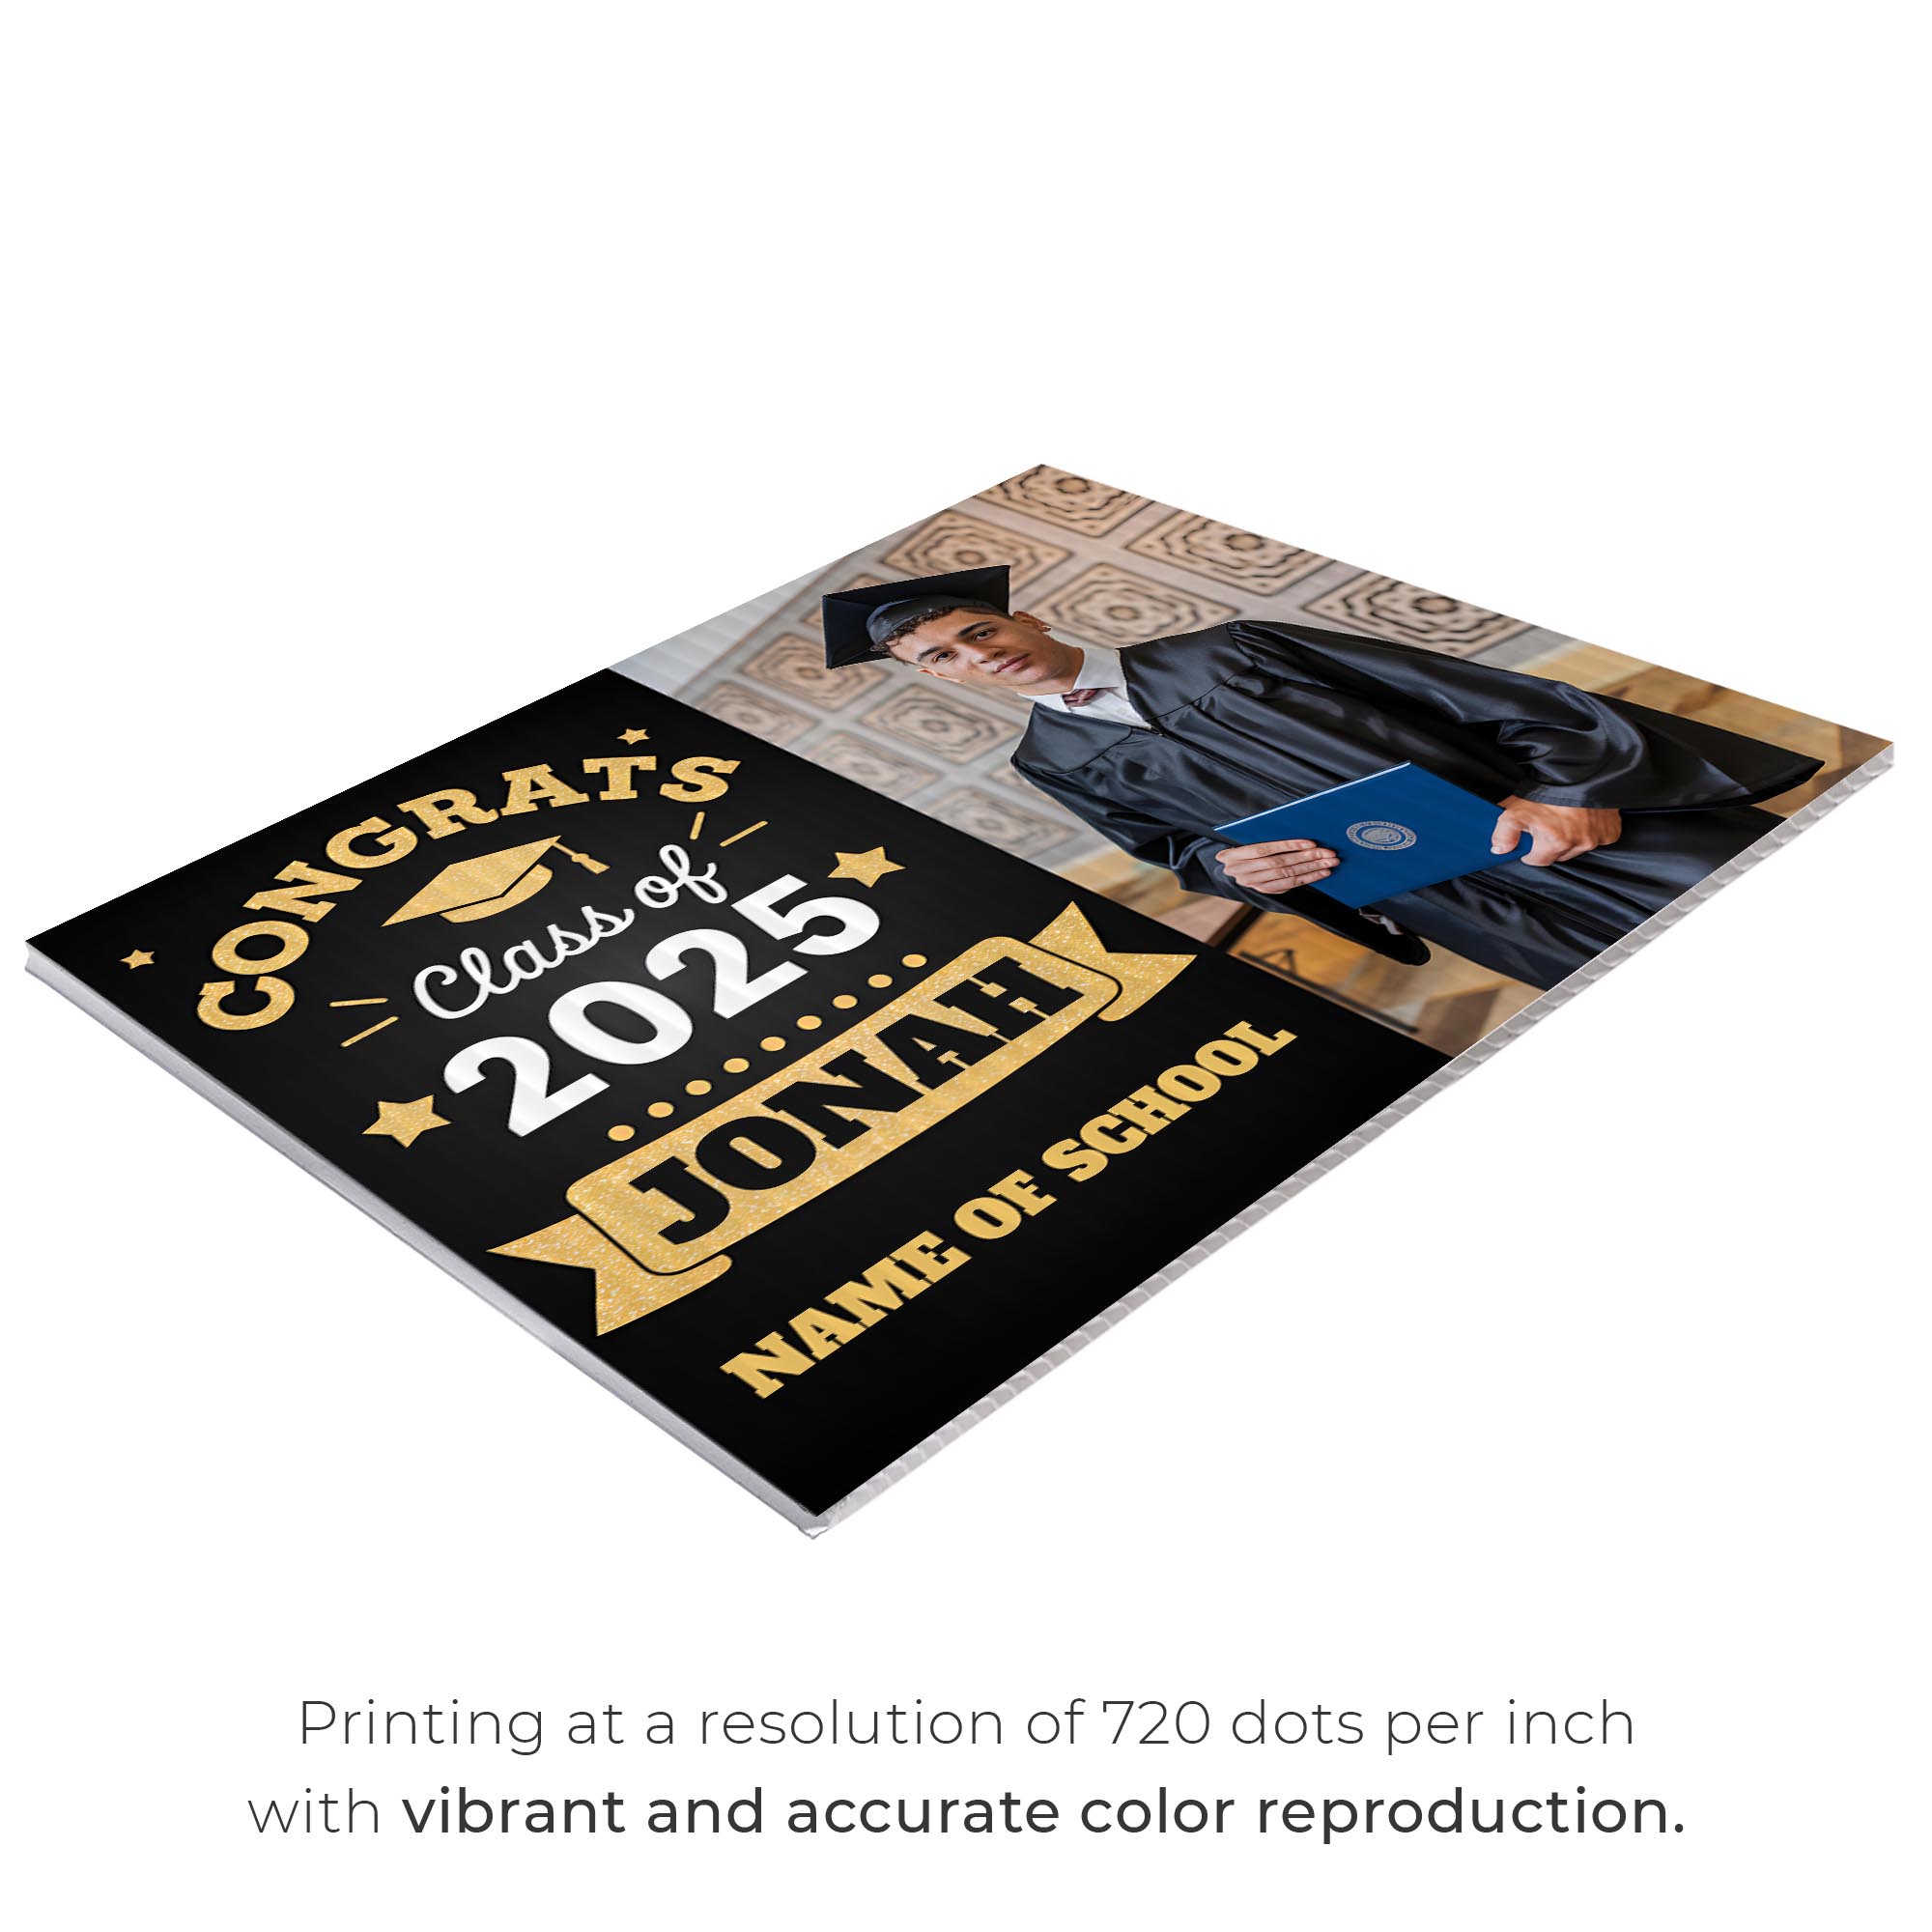 CONGRATS
Class of
2025
JONAH
NAME OF SCHOOL
Printing at a resolution of 720 dots per inch
with vibrant and accurate color reproduction.